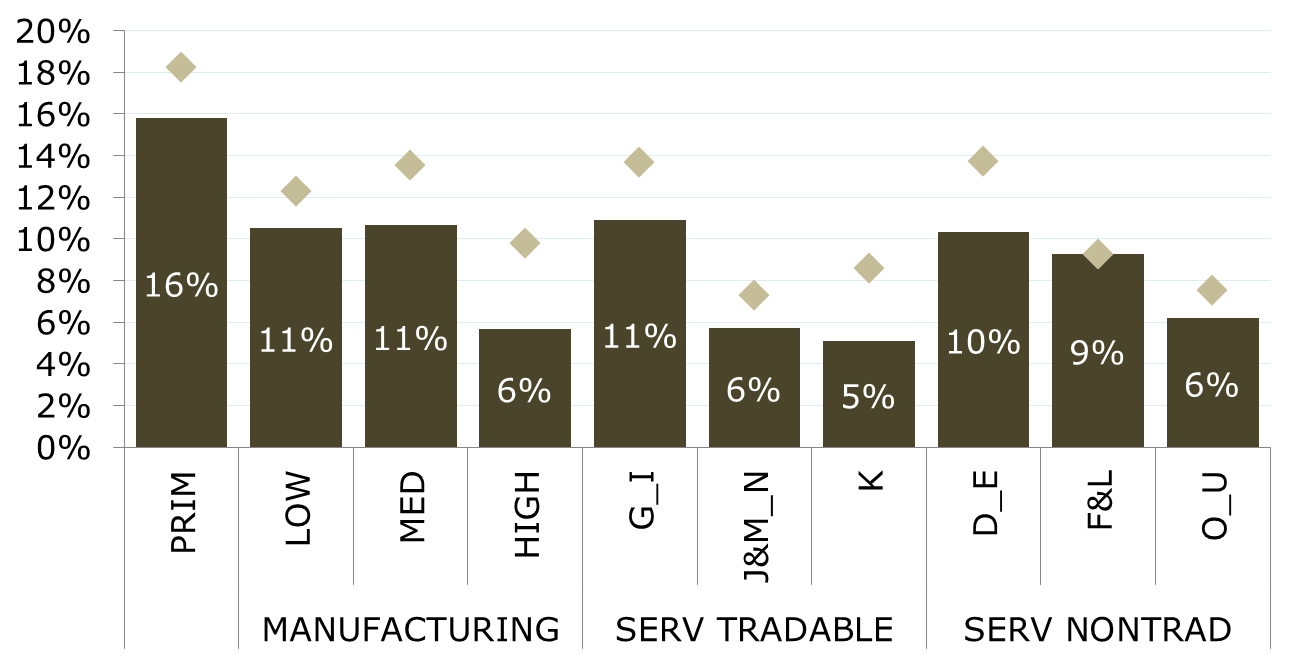 20%
18%
16%
14%
12%
10%
8%
6%
4%
2%
0%
16%
11%
11%
6%
11%
6%
5%
10%
9%
6%
PRIM
LOW
MED
HIGH
G_I
J&M_N
K
D_E
F&L
O_U
MANUFACTURING
SERV TRADABLE
SERV NONTRAD